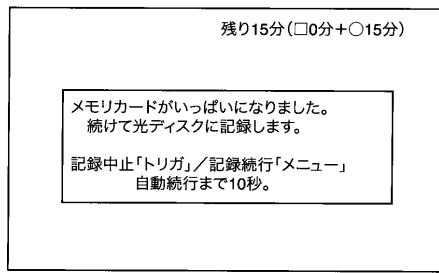 残り15分(□0分+○15分)
メモリカードがいっぱいになりました。
続けて光ディスクに記録します。
記録中止「トリガ」／記録続行「メニュー」
自動続行まで10秒。